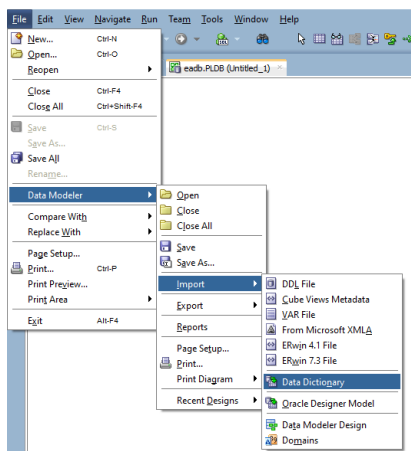 File Edit View Navigate Run Team Tools Window Help
New... Ctrl-N
Open... Ctrl-O
Reopen
Close Ctrl-F4
Close All Ctrl+Shift-F4
Save Ctrl-S
Save As...
Save All
Rename...
Data Modeler
Compare With
Replace With
Page Setup...
Print... Ctrl-P
Print Preview...
Print Area
Exit Alt-F4
eadb.PLDB (Untitled_1)
Open
Close
Close All
Save
Save As...
Import
Export
Reports
Page Setup...
Print...
Print Diagram
Recent Designs
DDL File
Cube Views Metadata
VAR File
From Microsoft XMLA
ERwin 4.1 File
ERwin 7.3 File
Data Dictionary
Oracle Designer Model
Data Modeler Design
Domains